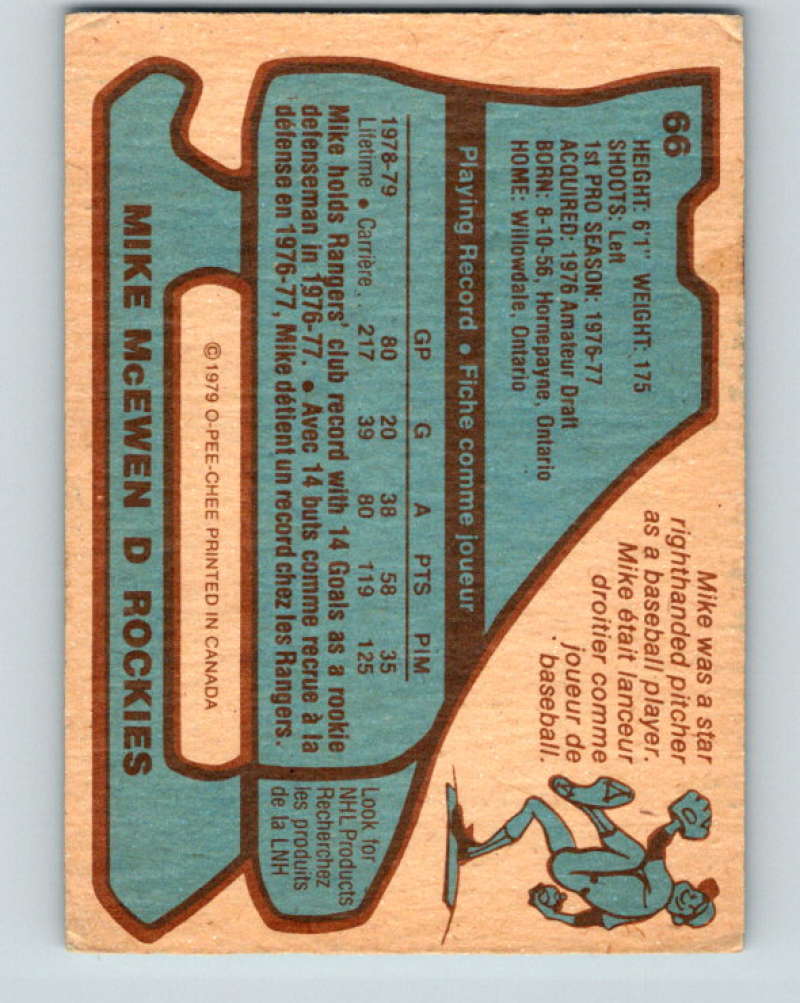 66
HEIGHT: 6'1" WEIGHT: 175
SHOOTS: Left
1st PRO SEASON: 1976-77
ACQUIRED: 1976 Amateur Draft
BORN: 8-10-56, Hornepayne, Ontario
HOME: Willowdale, Ontario
Mike was a star
righthanded pitcher
as a baseball player.
Mike était lanceur
droitier comme
joueur de
baseball.
Playing Record • Fiche comme joueur
GP G A PTS PIM
1978-79 80 20 38 58 35
Lifetime • Carrière.. 217 39 80 119 125
Mike holds Rangers' club record with 14 Goals as a rookie
defenseman in 1976-77. • Avec 14 buts comme recrue à la
défense en 1976-77, Mike détient un record chez les Rangers.
Look for
NHL Products
Recherchez
les produits
de la LNH
©1979 O-PEE-CHEE PRINTED IN CANADA
MIKE McEWEN D ROCKIES